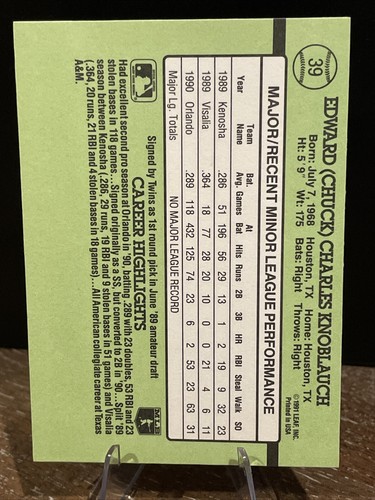 39
EDWARD (CHUCK) CHARLES KNOBLAUCH
Born: July 7, 1968 Houston, TX Home: Houston, TX
Ht: 5' 9" Wt: 175 Bats: Right Throws: Right
© 1991 LEAF, INC.
Printed in USA
MAJOR/RECENT MINOR LEAGUE PERFORMANCE
Year Team Name Bat. Avg. Games At Bat Hits Runs 2B 3B HR RBI Steal Walk SO
1989 Kenosha .286 51 196 56 29 13 1 2 19 9 32 23
1989 Visalia .364 18 77 28 20 10 0 0 21 4 6 11
1990 Orlando .289 118 432 125 74 23 6 2 53 23 63 31
Major Lg. Totals NO MAJOR LEAGUE RECORD
Signed by Twins as 1st round pick in June '89 amateur draft
CAREER HIGHLIGHTS
MLB
Had excellent second pro season at Orlando in '90, batting .289 with 23 doubles, 53 RBI and 23
stolen bases in 118 games...Signed originally as a SS, but converted to 2B in '90...Split '89
season between Kenosha (.286, 29 runs, 19 RBI and 9 stolen bases in 51 games) and Visalia
(.364, 20 runs, 21 RBI and 4 stolen bases in 18 games)...All American collegiate career at Texas
A&M.